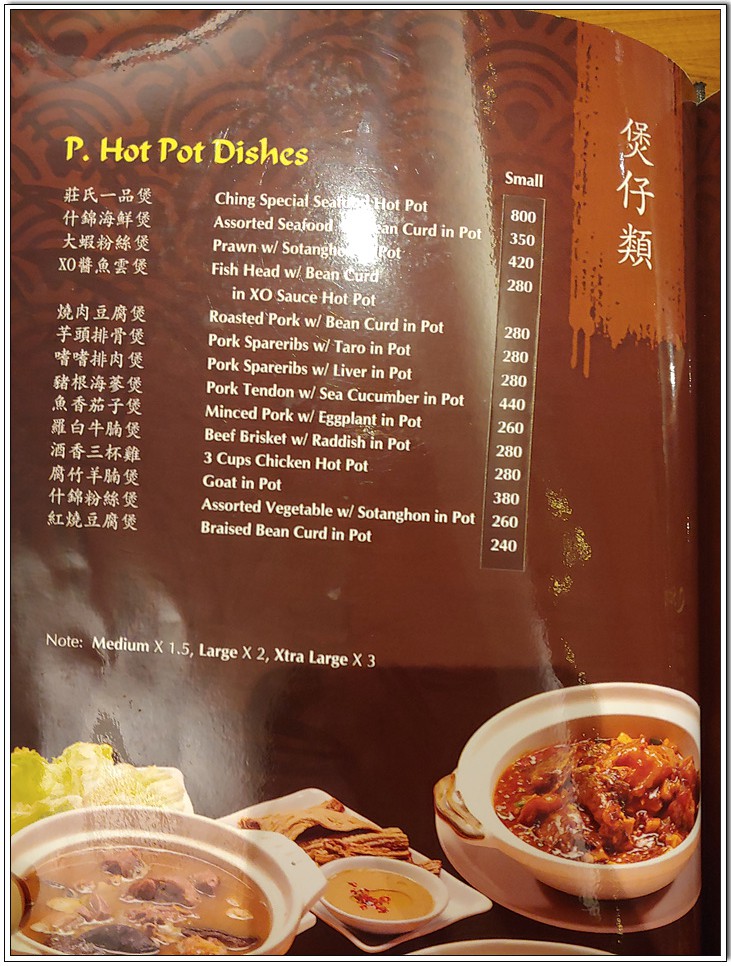 煲仔類
P. Hot Pot Dishes
Small
莊氏一品煲 Ching Special Seafood Hot Pot 800
什錦海鮮煲 Assorted Seafood Bean Curd in Pot 350
大蝦粉絲煲 Prawn w/ Sotanghon in Pot 420
XO醬魚雲煲 Fish Head w/ Bean Curd 280
in XO Sauce Hot Pot
燒肉豆腐煲 Roasted Pork w/ Bean Curd in Pot 280
芋頭排骨煲 Pork Spareribs w/ Taro in Pot 280
嗜嗜排肉煲 Pork Spareribs w/ Liver in Pot 280
豬根海蔘煲 Pork Tendon w/ Sea Cucumber in Pot 440
魚香茄子煲 Minced Pork w/ Eggplant in Pot 260
羅白牛腩煲 Beef Brisket w/ Raddish in Pot 280
酒香三杯雞 3 Cups Chicken Hot Pot 280
腐竹羊腩煲 Goat in Pot 380
什錦粉絲煲 Assorted Vegetable w/ Sotanghon in Pot 260
紅燒豆腐煲 Braised Bean Curd in Pot 240
Note: Medium X 1.5, Large X 2, Xtra Large X 3